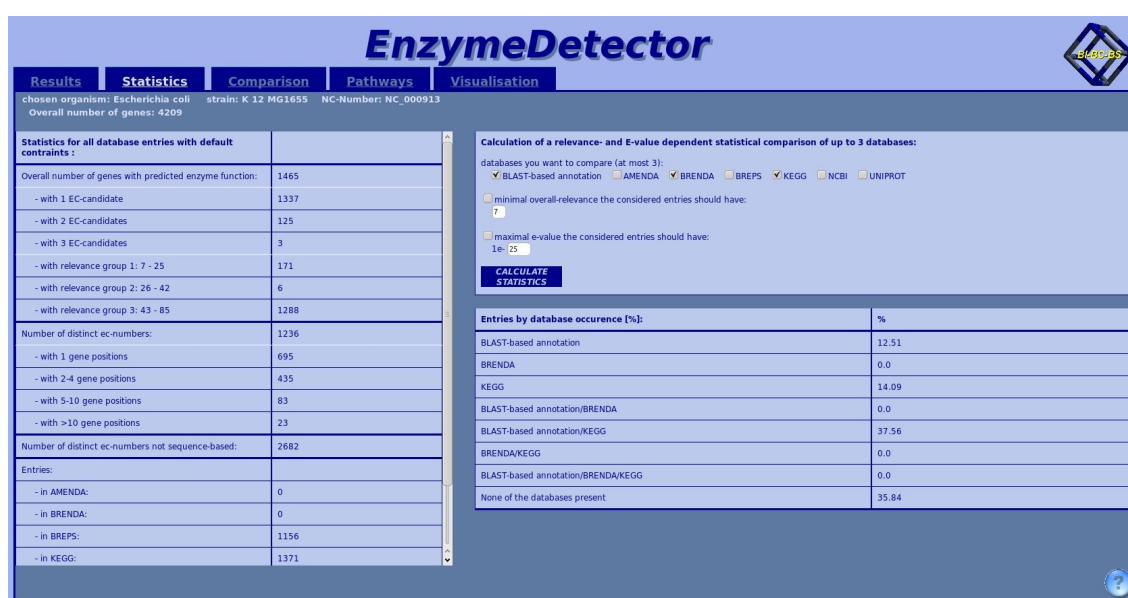 EnzymeDetector
BI-BC-BS
Results Statistics Comparison Pathways Visualisation
chosen organism: Escherichia coli strain: K 12 MG1655 NC-Number: NC_000913
Overall number of genes: 4209
Statistics for all database entries with default
contraints :
Overall number of genes with predicted enzyme function: 1465
- with 1 EC-candidate 1337
- with 2 EC-candidates 125
- with 3 EC-candidates 3
- with relevance group 1: 7 - 25 171
- with relevance group 2: 26 - 42 6
- with relevance group 3: 43 - 85 1288
Number of distinct ec-numbers: 1236
- with 1 gene positions 695
- with 2-4 gene positions 435
- with 5-10 gene positions 83
- with >10 gene positions 23
Number of distinct ec-numbers not sequence-based: 2682
Entries:
- in AMENDA: 0
- in BRENDA: 0
- in BREPS: 1156
- in KEGG: 1371
Calculation of a relevance- and E-value dependent statistical comparison of up to 3 databases:
databases you want to compare (at most 3):
BLAST-based annotation AMENDA BRENDA BREPS KEGG NCBI UNIPROT
minimal overall-relevance the considered entries should have:
7
maximal e-value the considered entries should have:
1e- 25
CALCULATE
STATISTICS
Entries by database occurence [%]: %
BLAST-based annotation 12.51
BRENDA 0.0
KEGG 14.09
BLAST-based annotation/BRENDA 0.0
BLAST-based annotation/KEGG 37.56
BRENDA/KEGG 0.0
BLAST-based annotation/BRENDA/KEGG 0.0
None of the databases present 35.84
?